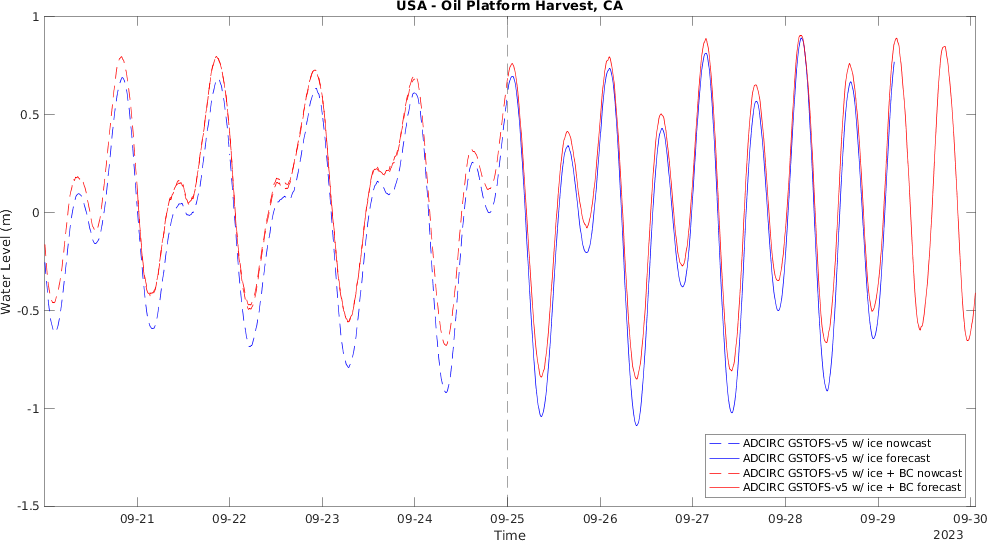 USA - Oil Platform Harvest, CA
1
0.5
0
-0.5
-1
-1.5
Water Level (m)
09-21 09-22 09-23 09-24 09-25 09-26 09-27 09-28 09-29 09-30
Time
2023
ADCIRC GSTOFS-v5 w/ ice nowcast
ADCIRC GSTOFS-v5 w/ ice forecast
ADCIRC GSTOFS-v5 w/ ice + BC nowcast
ADCIRC GSTOFS-v5 w/ ice + BC forecast